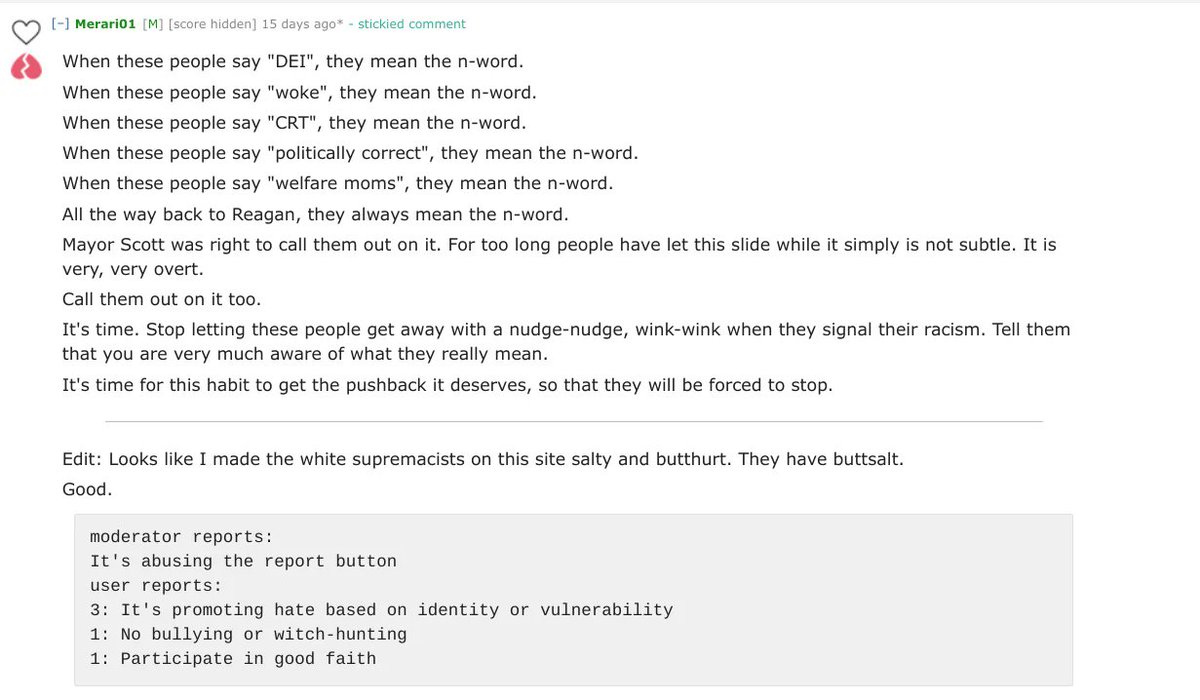 [-] Merari01 [M] [score hidden] 15 days ago* - stickied comment
When these people say "DEI", they mean the n-word.
When these people say "woke", they mean the n-word.
When these people say "CRT", they mean the n-word.
When these people say "politically correct", they mean the n-word.
When these people say "welfare moms", they mean the n-word.
All the way back to Reagan, they always mean the n-word.
Mayor Scott was right to call them out on it. For too long people have let this slide while it simply is not subtle. It is
very, very overt.
Call them out on it too.
It's time. Stop letting these people get away with a nudge-nudge, wink-wink when they signal their racism. Tell them
that you are very much aware of what they really mean.
It's time for this habit to get the pushback it deserves, so that they will be forced to stop.
Edit: Looks like I made the white supremacists on this site salty and butthurt. They have buttsalt.
Good.
moderator reports:
It's abusing the report button
user reports:
3: It's promoting hate based on identity or vulnerability
1: No bullying or witch-hunting
1: Participate in good faith